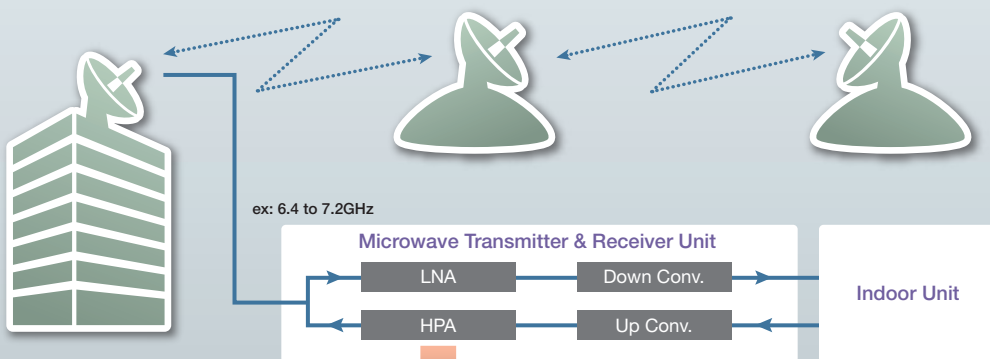 ex: 6.4 to 7.2GHz
Microwave Transmitter & Receiver Unit
LNA
Down Conv.
Indoor Unit
HPA
Up Conv.